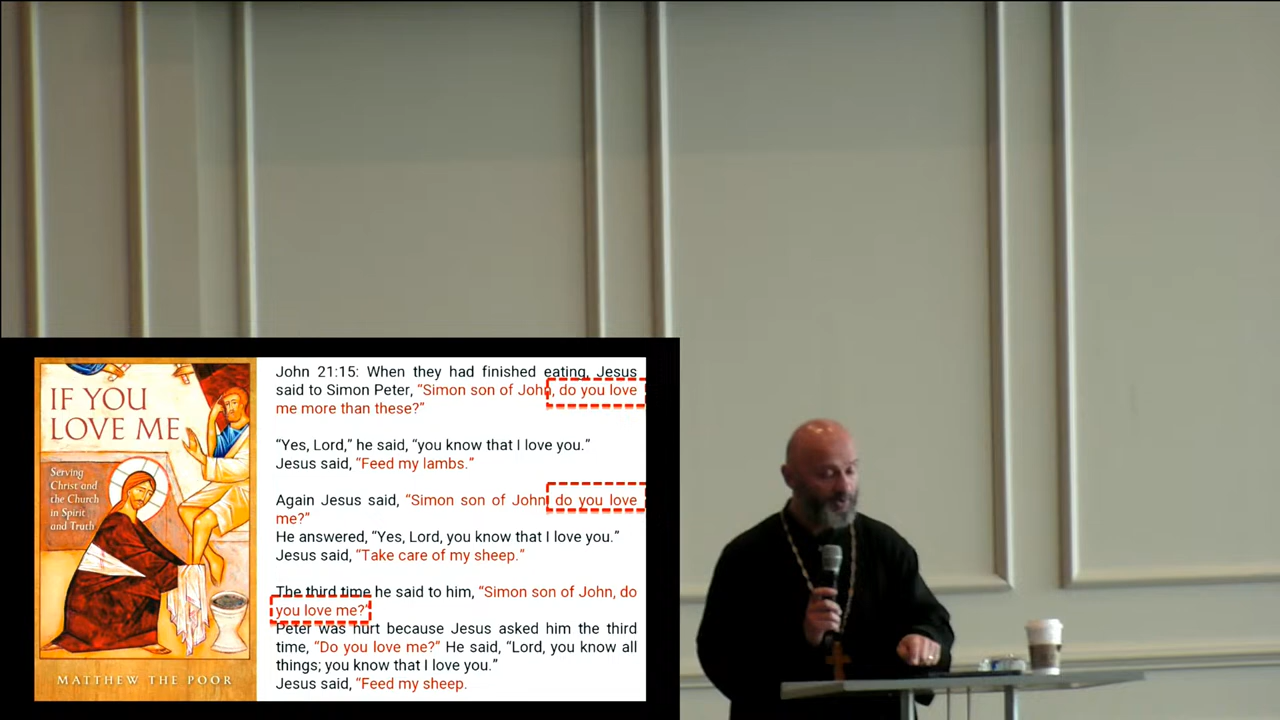 IF YOU
LOVE ME
Serving
Christ and
the Church
in Spirit
and Truth
MATTHEW THE POOR
John 21:15: When they had finished eating, Jesus
said to Simon Peter, “Simon son of John, do you love
me more than these?”
“Yes, Lord,” he said, “you know that I love you.”
Jesus said, “Feed my lambs.”
Again Jesus said, “Simon son of John, do you love
me?”
He answered, “Yes, Lord, you know that I love you.”
Jesus said, “Take care of my sheep.”
The third time he said to him, “Simon son of John, do
you love me?”
Peter was hurt because Jesus asked him the third
time, “Do you love me?” He said, “Lord, you know all
things; you know that I love you.”
Jesus said, “Feed my sheep.